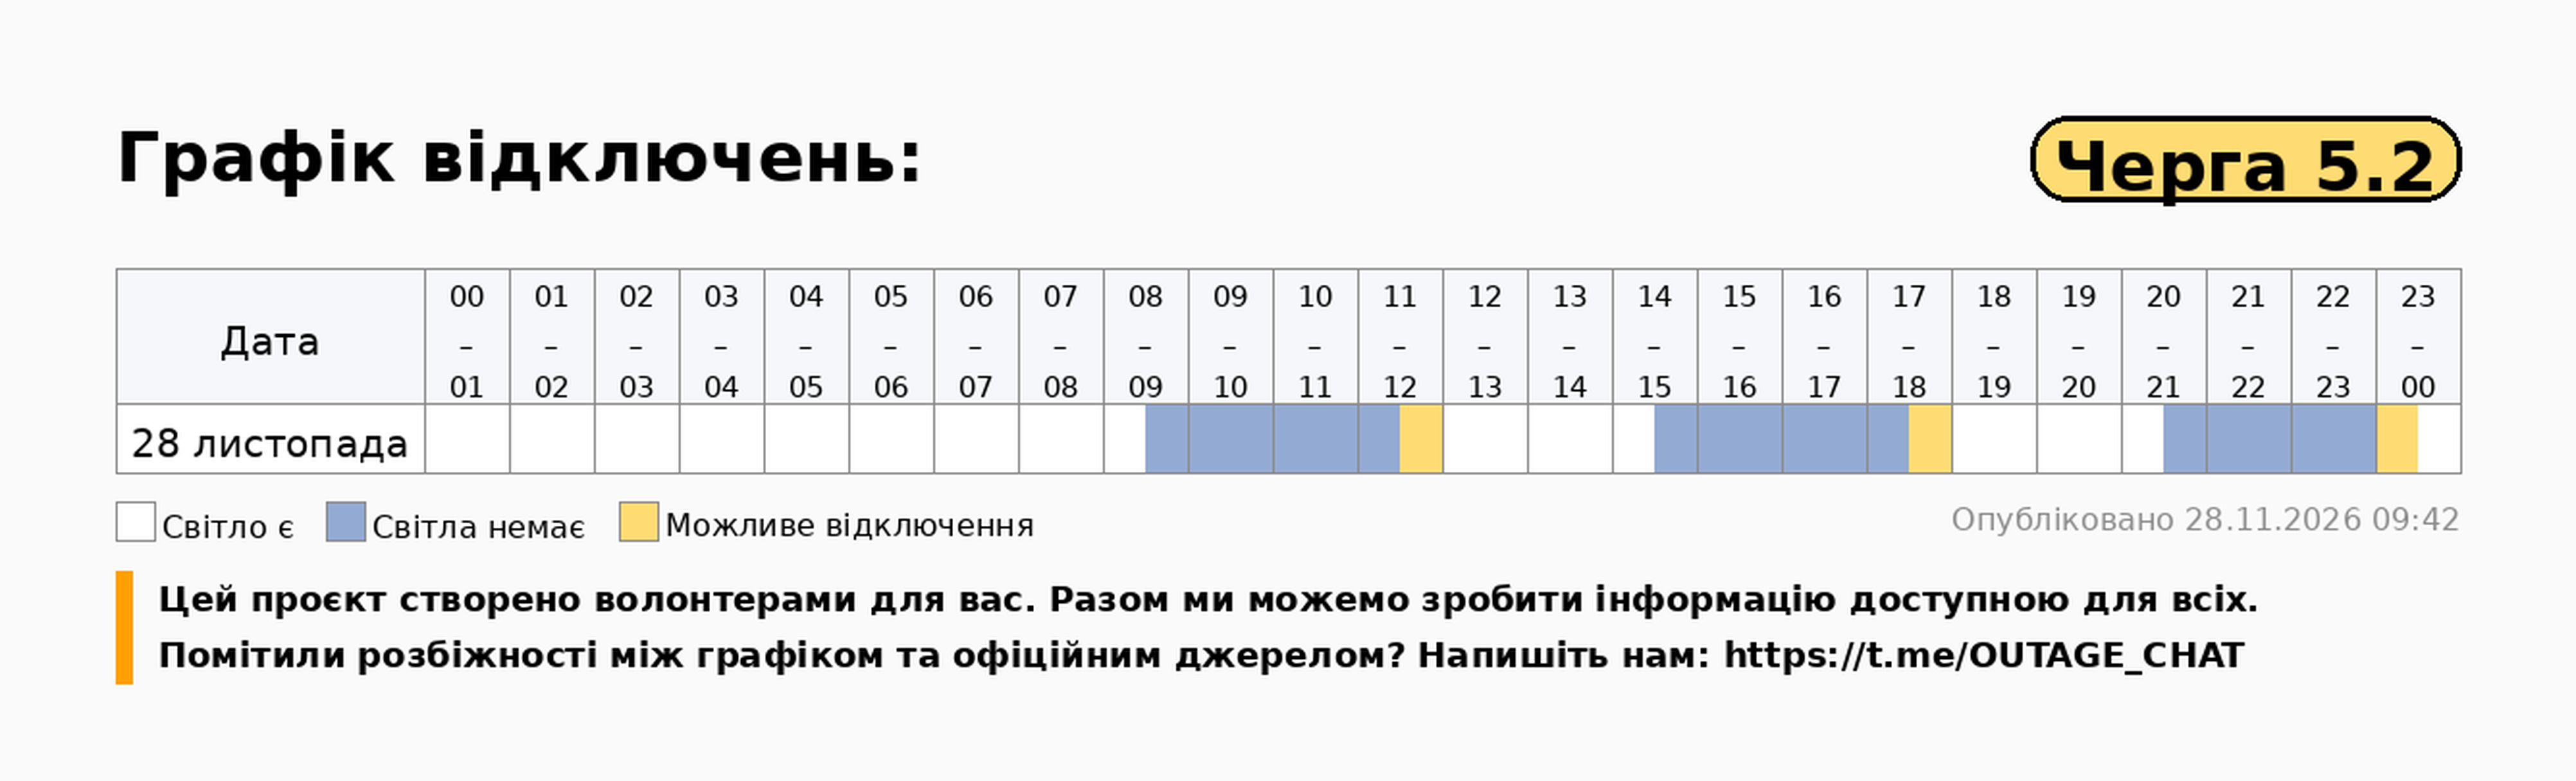 Графік відключень:
Черга 5.2
Дата
00 – 01
01 – 02
02 – 03
03 – 04
04 – 05
05 – 06
06 – 07
07 – 08
08 – 09
09 – 10
10 – 11
11 – 12
12 – 13
13 – 14
14 – 15
15 – 16
16 – 17
17 – 18
18 – 19
19 – 20
20 – 21
21 – 22
22 – 23
23 – 00
28 листопада
Світло є
Світла немає
Можливе відключення
Опубліковано 28.11.2026 09:42
Цей проєкт створено волонтерами для вас. Разом ми можемо зробити інформацію доступною для всіх.
Помітили розбіжності між графіком та офіційним джерелом? Напишіть нам: https://t.me/OUTAGE_CHAT